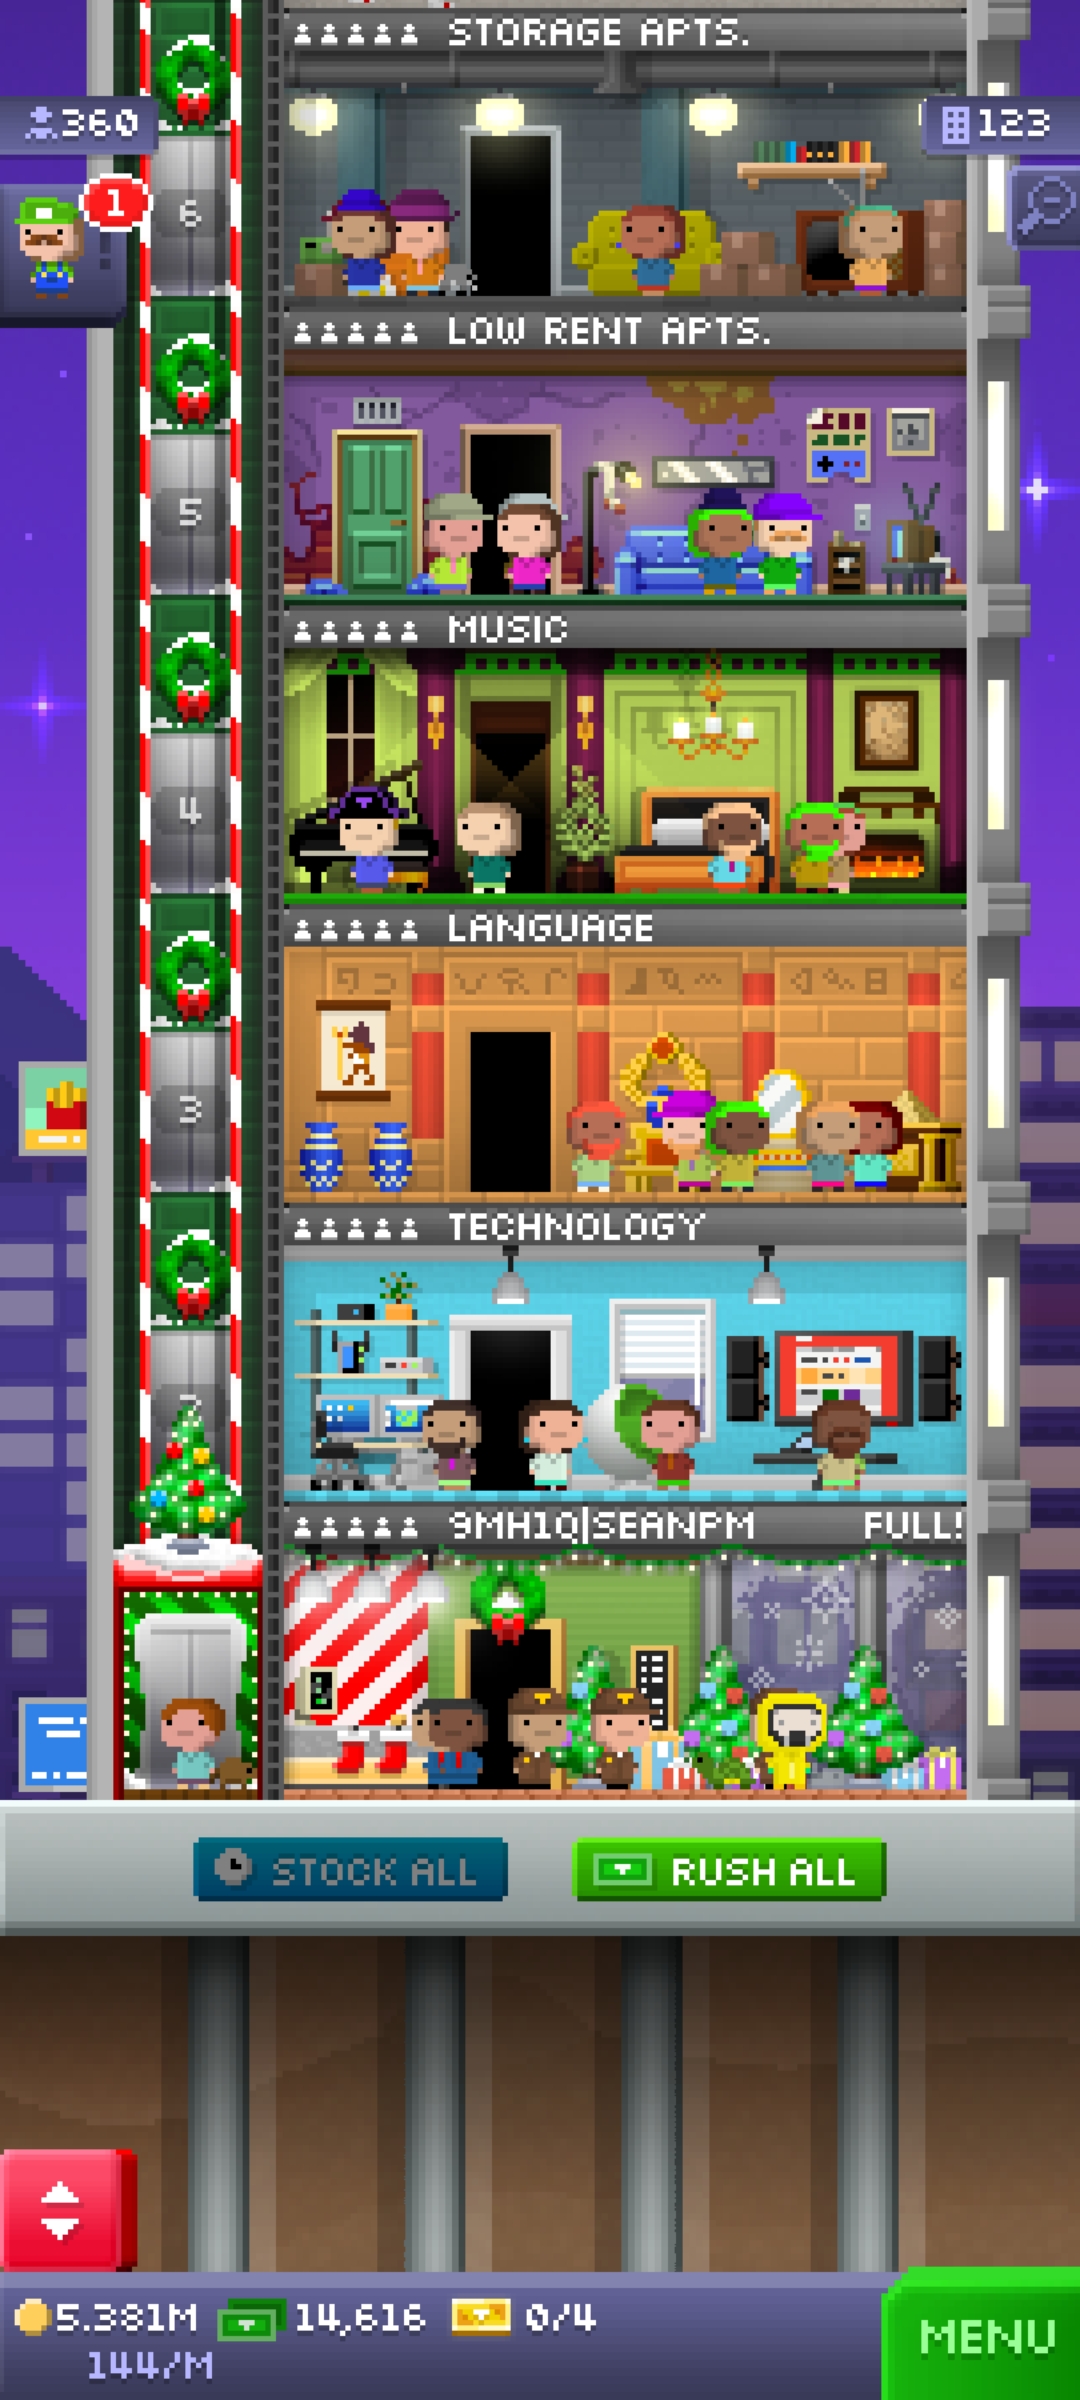 STORAGE APTS.
360
123
1
6
LOW RENT APTS.
5
MUSIC
4
LANGUAGE
3
TECHNOLOGY
9MH1Q|SEANPM FULL!
STOCK ALL
RUSH ALL
5.381M 14,616 0/4
144/M
MENU